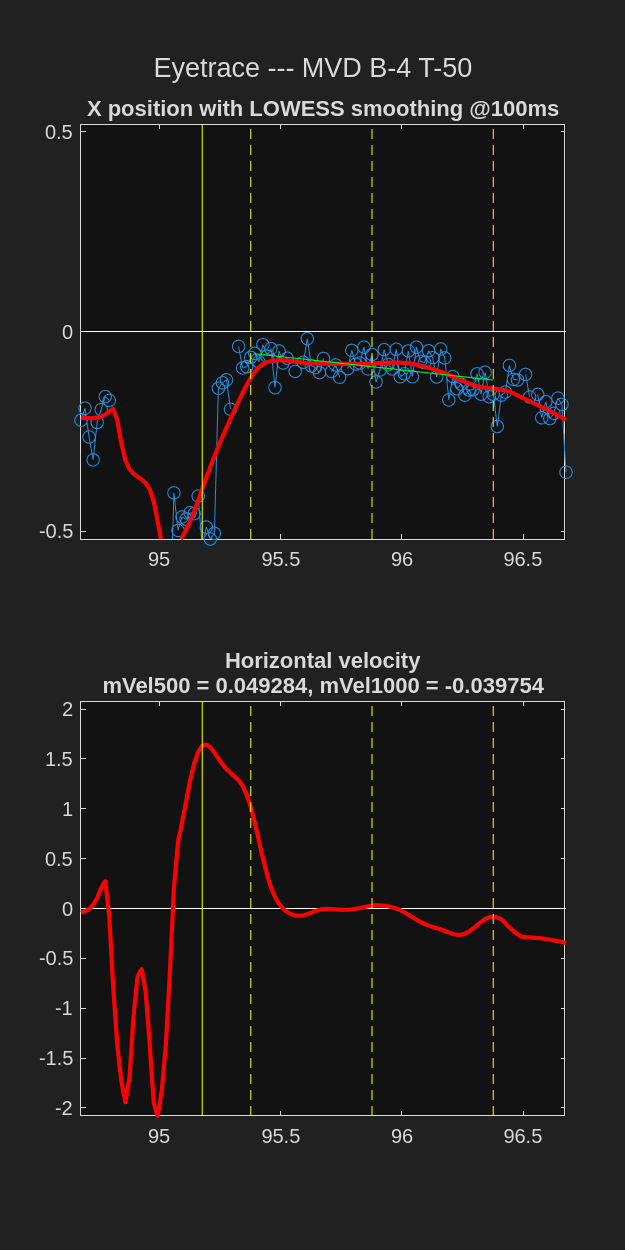 Eyetrace --- MVD B-4 T-50
X position with LOWESS smoothing @100ms
0.5
0
-0.5
95 95.5 96 96.5
Horizontal velocity
mVel500 = 0.049284, mVel1000 = -0.039754
2
1.5
1
0.5
0
-0.5
-1
-1.5
-2
95 95.5 96 96.5